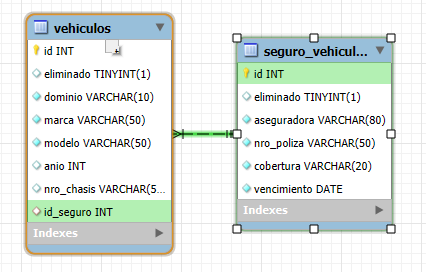 vehiculos
id INT
eliminado TINYINT(1)
dominio VARCHAR(10)
marca VARCHAR(50)
modelo VARCHAR(50)
anio INT
nro_chasis VARCHAR(5...
id_seguro INT
Indexes
seguro_vehicul...
id INT
eliminado TINYINT(1)
aseguradora VARCHAR(80)
nro_poliza VARCHAR(50)
cobertura VARCHAR(20)
vencimiento DATE
Indexes